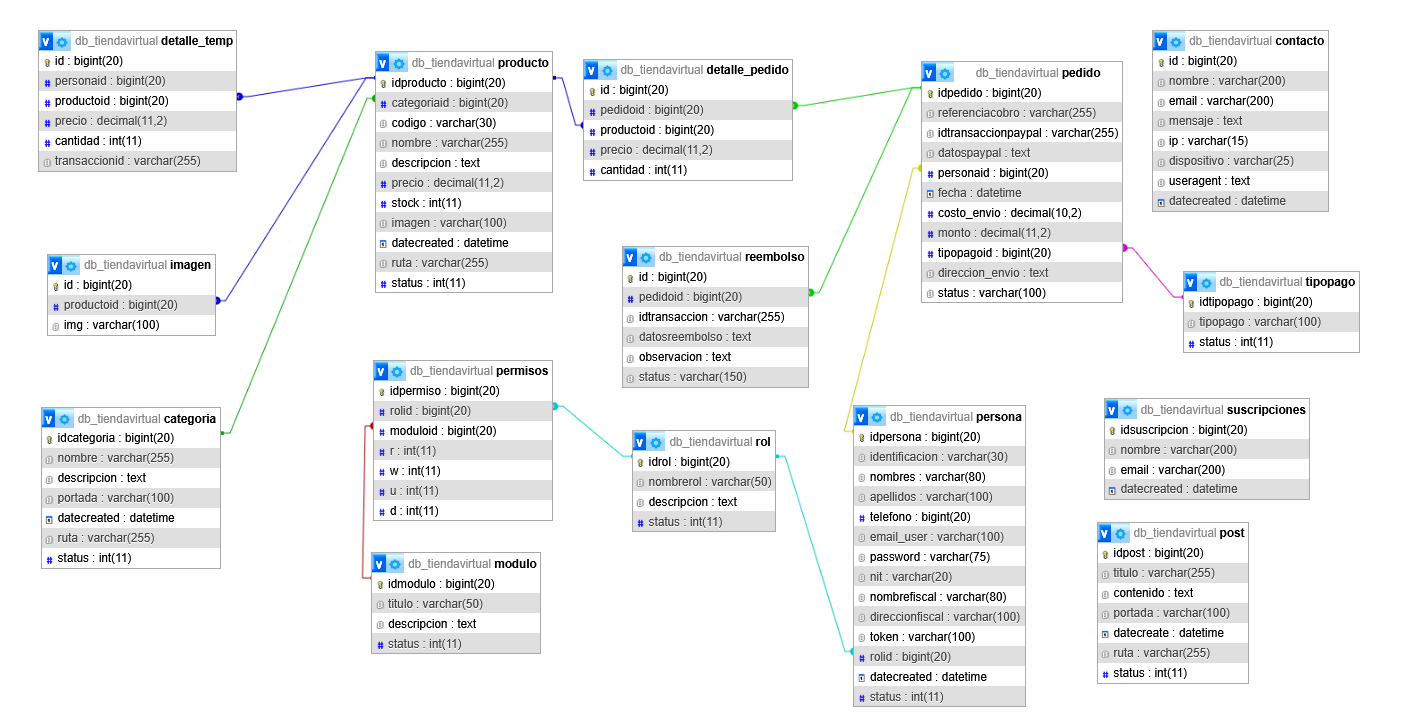 db_tiendavirtual detalle_temp
id : bigint(20)
personaid : bigint(20)
productoid : bigint(20)
precio : decimal(11,2)
cantidad : int(11)
transaccionid : varchar(255)
db_tiendavirtual producto
idproducto : bigint(20)
categoriaid : bigint(20)
codigo : varchar(30)
nombre : varchar(255)
descripcion : text
precio : decimal(11,2)
stock : int(11)
imagen : varchar(100)
datecreated : datetime
ruta : varchar(255)
status : int(11)
db_tiendavirtual detalle_pedido
id : bigint(20)
pedidoid : bigint(20)
productoid : bigint(20)
precio : decimal(11,2)
cantidad : int(11)
db_tiendavirtual pedido
idpedido : bigint(20)
referenciacobro : varchar(255)
idtransaccionpaypal : varchar(255)
datospaypal : text
personaid : bigint(20)
fecha : datetime
costo_envio : decimal(10,2)
monto : decimal(11,2)
tipopagoid : bigint(20)
direccion_envio : text
status : varchar(100)
db_tiendavirtual contacto
id : bigint(20)
nombre : varchar(200)
email : varchar(200)
mensaje : text
ip : varchar(15)
dispositivo : varchar(25)
useragent : text
datecreated : datetime
db_tiendavirtual imagen
id : bigint(20)
productoid : bigint(20)
img : varchar(100)
db_tiendavirtual reembolso
id : bigint(20)
pedidoid : bigint(20)
idtransaccion : varchar(255)
datosreembolso : text
observacion : text
status : varchar(150)
db_tiendavirtual tipopago
idtipopago : bigint(20)
tipopago : varchar(100)
status : int(11)
db_tiendavirtual categoria
idcategoria : bigint(20)
nombre : varchar(255)
descripcion : text
portada : varchar(100)
datecreated : datetime
ruta : varchar(255)
status : int(11)
db_tiendavirtual permisos
idpermiso : bigint(20)
rolid : bigint(20)
moduloid : bigint(20)
r : int(11)
w : int(11)
u : int(11)
d : int(11)
db_tiendavirtual rol
idrol : bigint(20)
nombrerol : varchar(50)
descripcion : text
status : int(11)
db_tiendavirtual persona
idpersona : bigint(20)
identificacion : varchar(30)
nombres : varchar(80)
apellidos : varchar(100)
telefono : bigint(20)
email_user : varchar(100)
password : varchar(75)
nit : varchar(20)
nombrefiscal : varchar(80)
direccionfiscal : varchar(100)
token : varchar(100)
rolid : bigint(20)
datecreated : datetime
status : int(11)
db_tiendavirtual suscripciones
idsuscripcion : bigint(20)
nombre : varchar(200)
email : varchar(200)
datecreated : datetime
db_tiendavirtual modulo
idmodulo : bigint(20)
titulo : varchar(50)
descripcion : text
status : int(11)
db_tiendavirtual post
idpost : bigint(20)
titulo : varchar(255)
contenido : text
portada : varchar(100)
datecreate : datetime
ruta : varchar(255)
status : int(11)